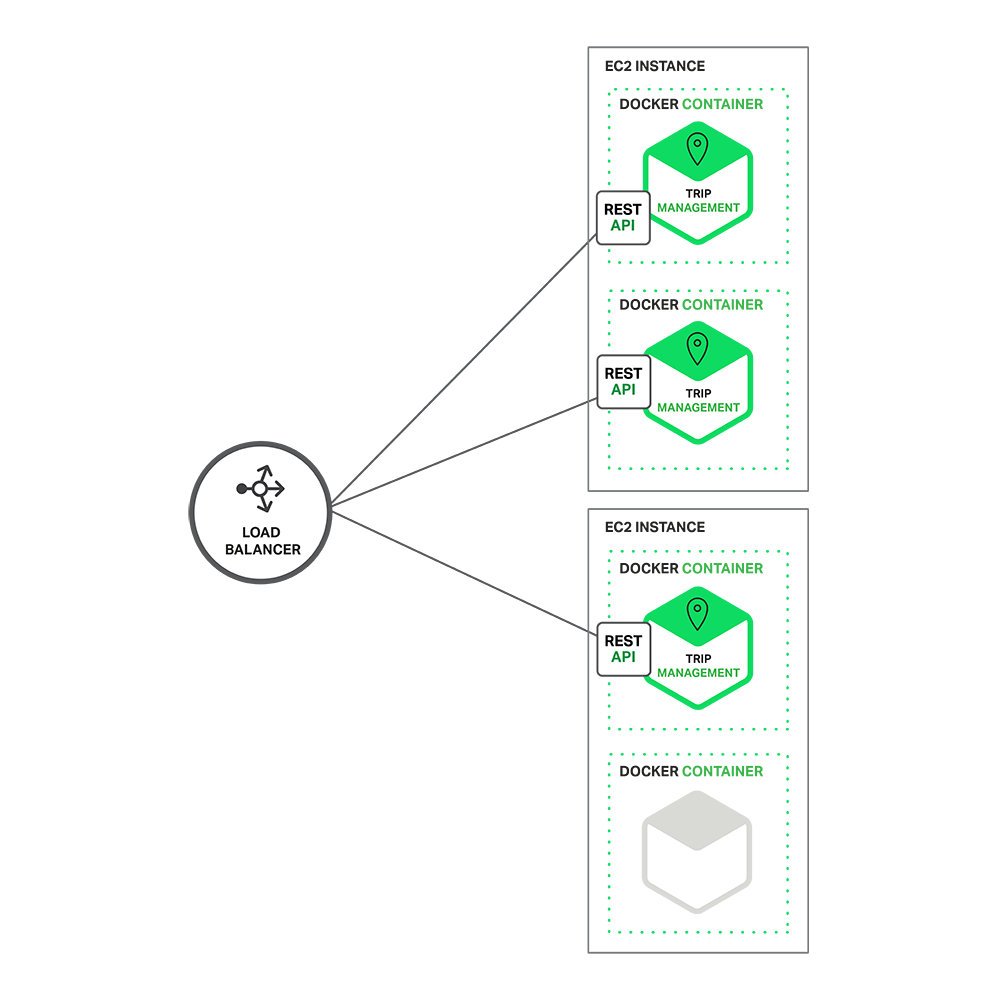 EC2 INSTANCE
DOCKER CONTAINER
TRIP
MANAGEMENT
REST
API
DOCKER CONTAINER
TRIP
MANAGEMENT
REST
API
LOAD
BALANCER
EC2 INSTANCE
DOCKER CONTAINER
TRIP
MANAGEMENT
REST
API
DOCKER CONTAINER